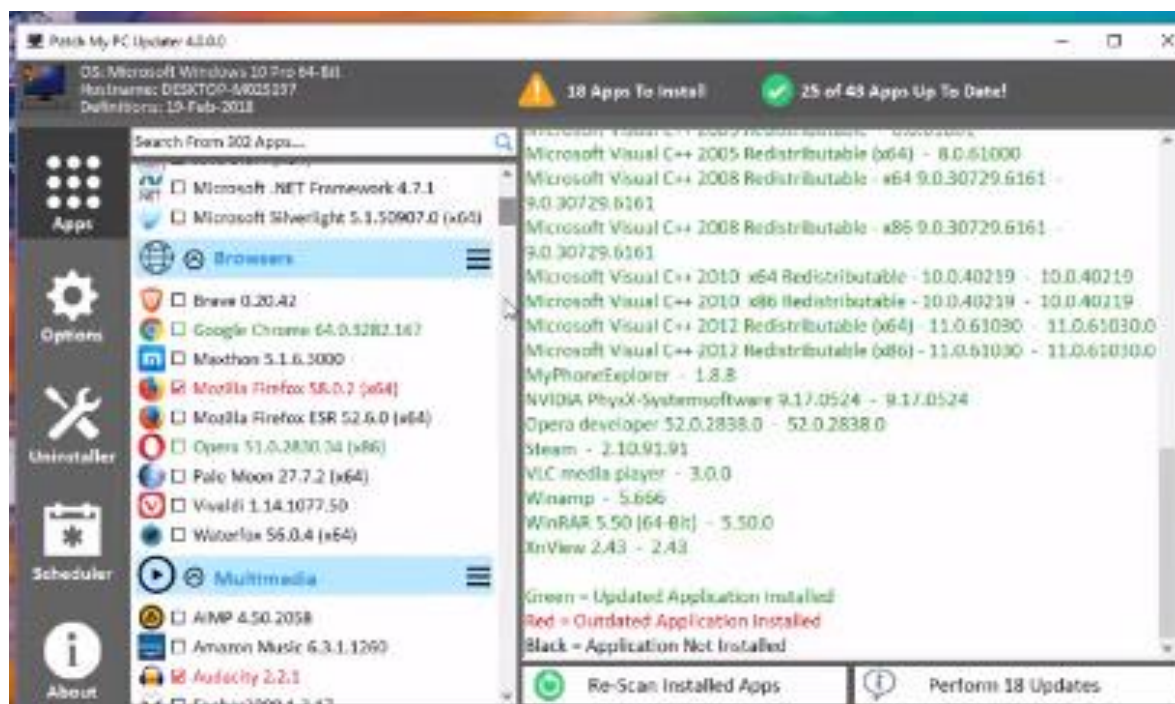 Patch My PC Updater 4.0.0.0
OS: Microsoft Windows 10 Pro 64-Bit
Hostname: DESKTOP-M025297
Definitions: 19-Feb-2018
18 Apps To Install
25 of 43 Apps Up To Date!
Apps
Options
Uninstaller
Scheduler
About
Search From 302 Apps...
Microsoft .NET Framework 4.7.1
Microsoft Silverlight 5.1.50907.0 (x64)
Browsers
Brave 0.20.42
Google Chrome 64.0.3282.167
Maxthon 5.1.6.3000
Mozilla Firefox 58.0.2 (x64)
Mozilla Firefox ESR 52.6.0 (x64)
Opera 51.0.2830.34 (x86)
Pale Moon 27.7.2 (x64)
Vivaldi 1.14.1077.50
Waterfox 56.0.4 (x64)
Multimedia
AIMP 4.50.2058
Amazon Music 6.3.1.1260
Audacity 2.2.1
Microsoft Visual C++ 2005 Redistributable - 8.0.61001
Microsoft Visual C++ 2005 Redistributable (x64) - 8.0.61000
Microsoft Visual C++ 2008 Redistributable - x64 9.0.30729.6161 -
9.0.30729.6161
Microsoft Visual C++ 2008 Redistributable - x86 9.0.30729.6161 -
9.0.30729.6161
Microsoft Visual C++ 2010 x64 Redistributable - 10.0.40219 - 10.0.40219
Microsoft Visual C++ 2010 x86 Redistributable - 10.0.40219 - 10.0.40219
Microsoft Visual C++ 2012 Redistributable (x64) - 11.0.61030 - 11.0.61030.0
Microsoft Visual C++ 2012 Redistributable (x86) - 11.0.61030 - 11.0.61030.0
MyPhoneExplorer - 1.8.8
NVIDIA PhysX-Systemsoftware 9.17.0524 - 9.17.0524
Opera developer 52.0.2838.0 - 52.0.2838.0
Steam - 2.10.91.91
VLC media player - 3.0.0
Winamp - 5.666
WinRAR 5.50 (64-Bit) - 5.50.0
XnView 2.43 - 2.43
Green = Updated Application Installed
Red = Outdated Application Installed
Black = Application Not Installed
Re-Scan Installed Apps
Perform 18 Updates